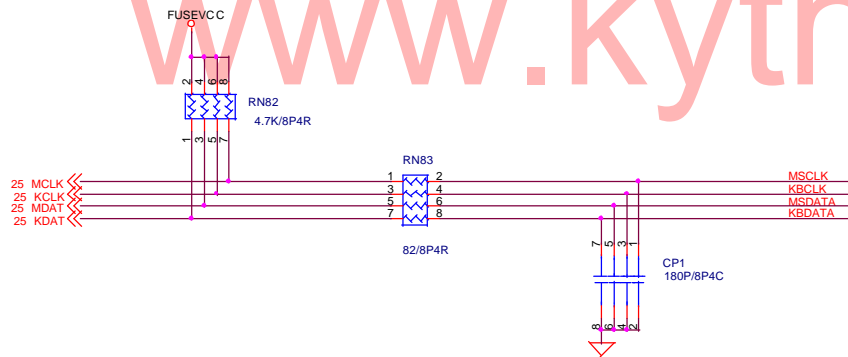 www.kyth
FUSEVCC
2 4 6 8
RN82
4.7K/8P4R
1 3 5 7
RN83
25 MCLK 1 2 MSCLK
25 KCLK 3 4 KBCLK
25 MDAT 5 6 MSDATA
25 KDAT 7 8 KBDATA
82/8P4R
7 5 3 1
CP1
180P/8P4C
8 6 4 2